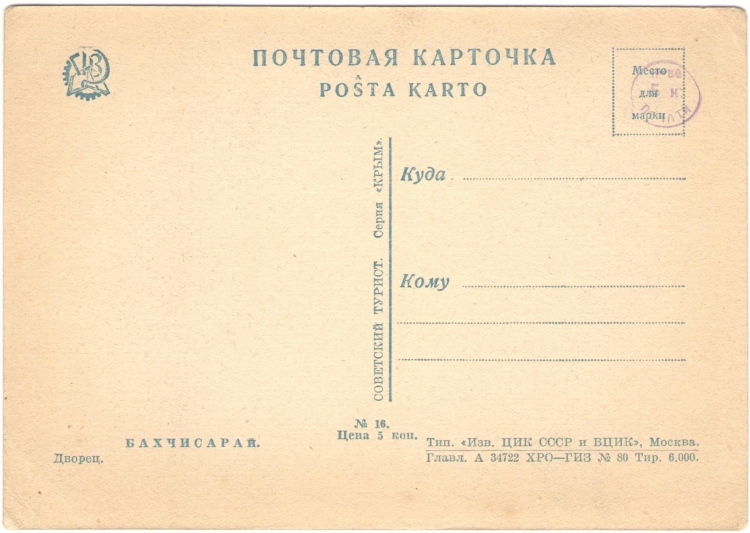 ГИЗ
ПОЧТОВАЯ КАРТОЧКА
POŜTA KARTO
Место
для
марки
Куда
Кому
СОВЕТСКИЙ ТУРИСТ. Серия «КРЫМ».
№ 16.
Цена 5 коп.
БАХЧИСАРАЙ.
Дворец.
Тип. «Изв. ЦИК СССР и ВЦИК», Москва.
Главл. А 34722 ХРО—ГИЗ № 80 Тир. 6.000.